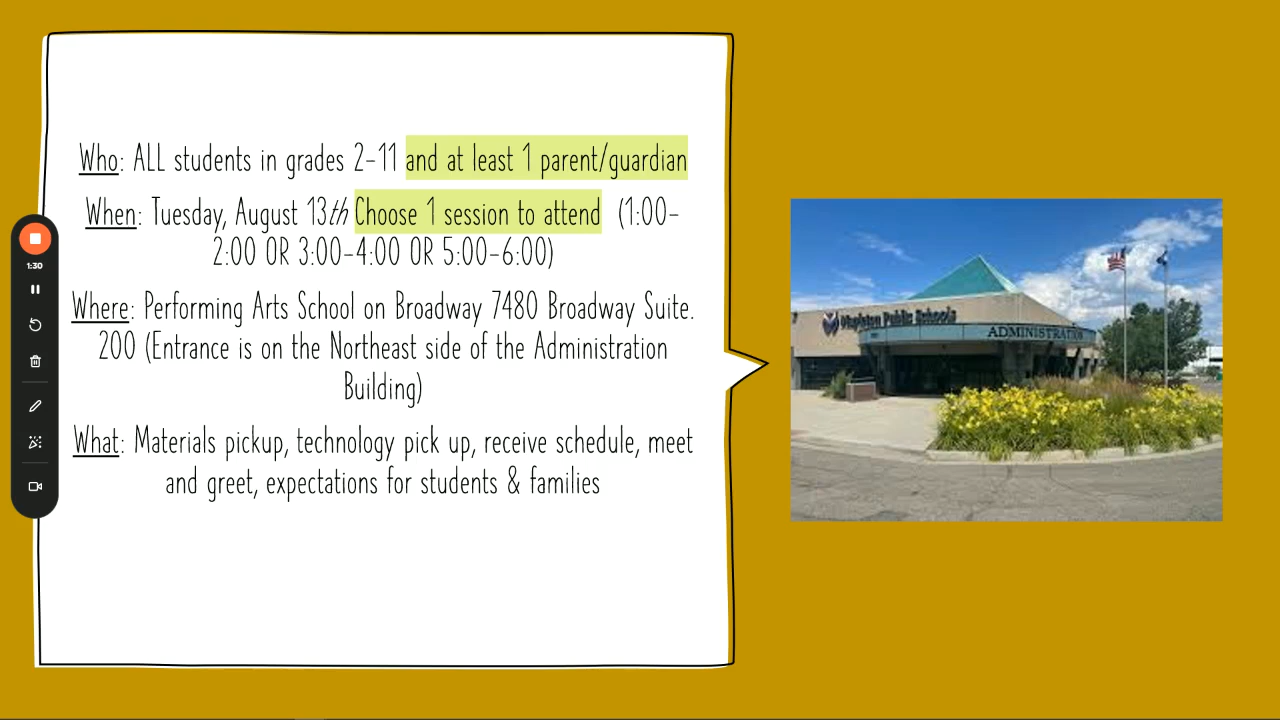 Who: ALL students in grades 2-11 and at least 1 parent/guardian
When: Tuesday, August 13th Choose 1 session to attend (1:00-
2:00 OR 3:00-4:00 OR 5:00-6:00)
Where: Performing Arts School on Broadway 7480 Broadway Suite.
200 (Entrance is on the Northeast side of the Administration
Building)
What: Materials pickup, technology pick up, receive schedule, meet
and greet, expectations for students & families
1:30
Mapleton Public Schools
ADMINISTRATION